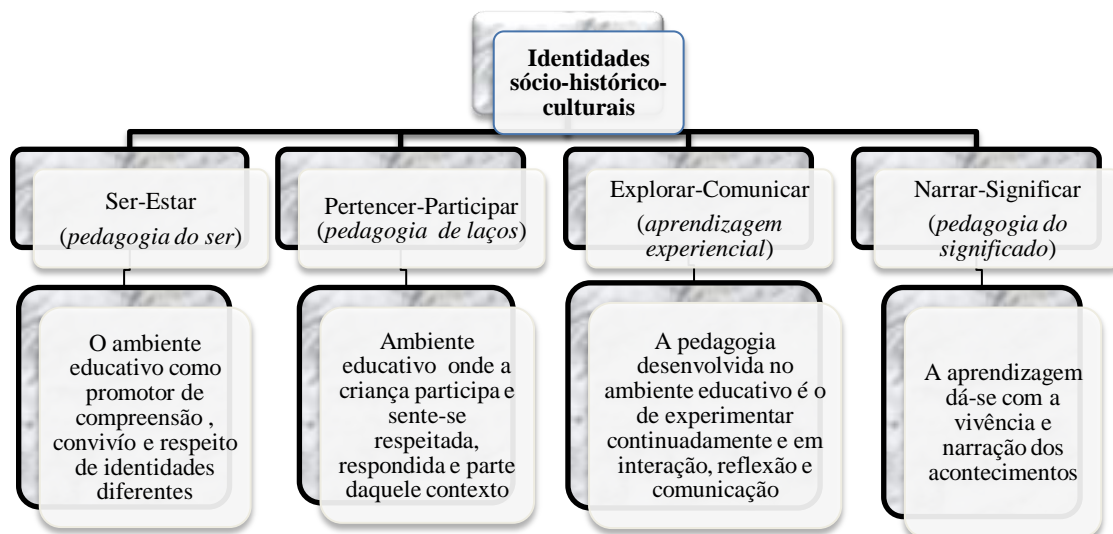 Identidades
sócio-histórico-
culturais
Ser-Estar
(pedagogia do ser)
Pertencer-Participar
(pedagogia de laços)
Explorar-Comunicar
(aprendizagem
experiencial)
Narrar-Significar
(pedagogia do
significado)
O ambiente
educativo como
promotor de
compreensão ,
convivío e respeito
de identidades
diferentes
Ambiente
educativo onde a
criança participa e
sente-se
respeitada,
respondida e parte
daquele contexto
A pedagogia
desenvolvida no
ambiente educativo é o
de experimentar
continuadamente e em
interação, reflexão e
comunicação
A aprendizagem
dá-se com a
vivência e
narração dos
acontecimentos